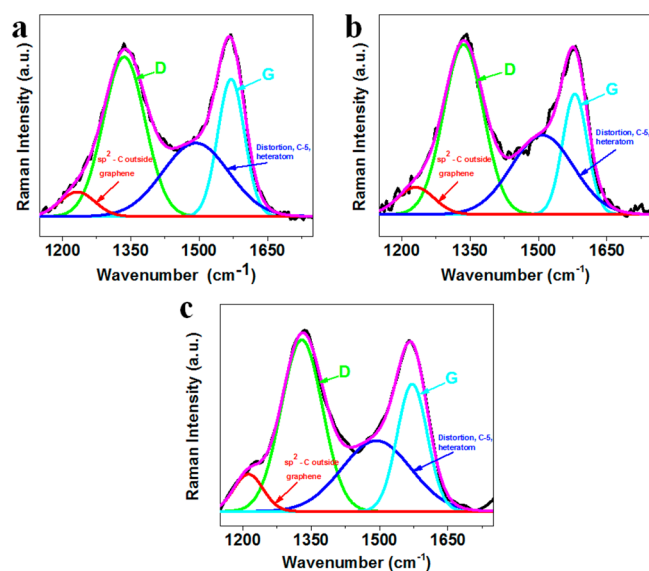 a
Raman Intensity (a.u.)
D
G
sp² - C outside
graphene
Distortion, C-5,
heteratom
1200 1350 1500 1650
Wavenumber (cm⁻¹)
b
Raman Intensity (a.u.)
D
G
sp² - C outside
graphene
Distortion, C-5,
heteratom
1200 1350 1500 1650
Wavenumber (cm⁻¹)
c
Raman Intensity (a.u.)
D
G
sp² - C outside
graphene
Distortion, C-5,
heteratom
1200 1350 1500 1650
Wavenumber (cm⁻¹)